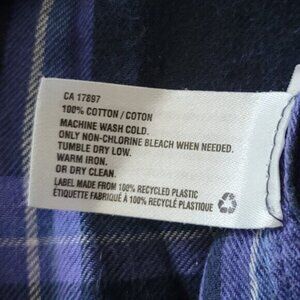 CA 17897
100% COTTON / COTON
MACHINE WASH COLD.
ONLY NON-CHLORINE BLEACH WHEN NEEDED.
TUMBLE DRY LOW.
WARM IRON.
OR DRY CLEAN.
LABEL MADE FROM 100% RECYCLED PLASTIC
ÉTIQUETTE FABRIQUÉ À 100% RECYCLÉ PLASTIQUE